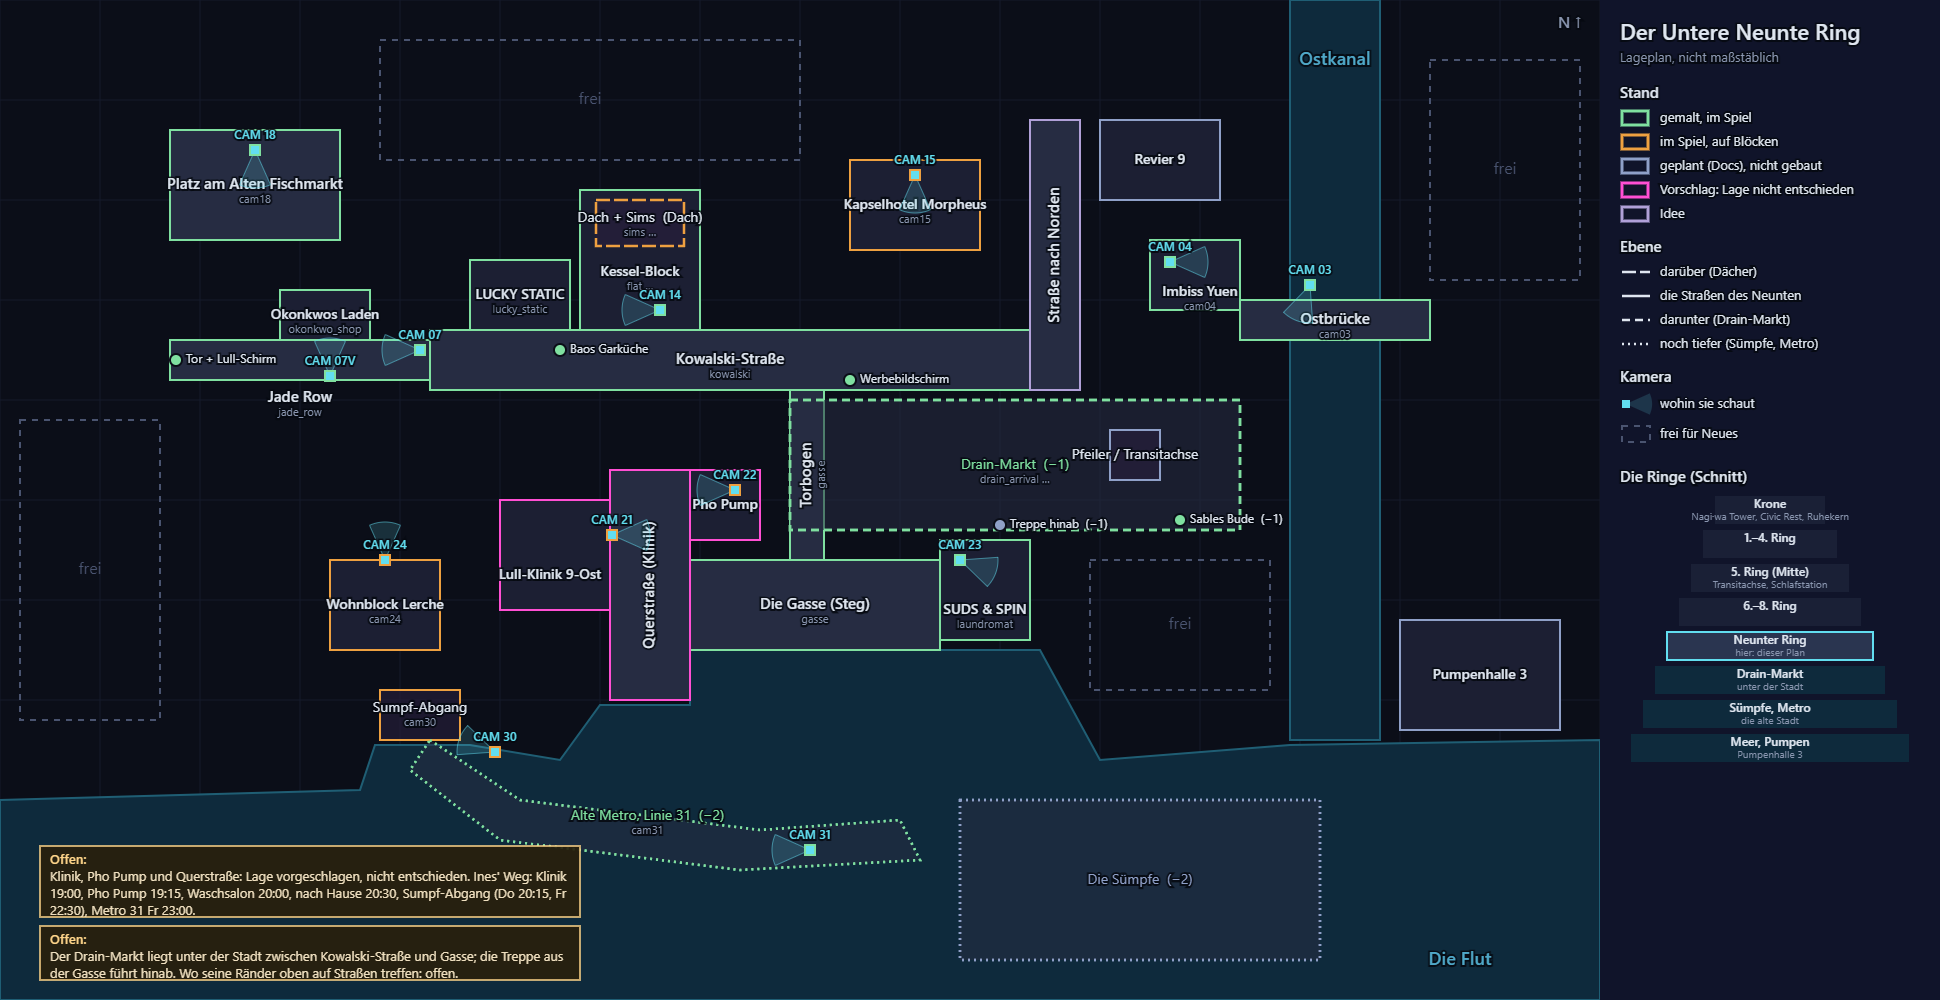 N ↑
Ostkanal
frei
frei
CAM 18
Platz am Alten Fischmarkt
cam18
CAM 15
Kapselhotel Morpheus
cam15
Revier 9
Straße nach Norden
Dach + Sims (Dach)
sims ...
Kessel-Block
flat ...
CAM 14
LUCKY STATIC
lucky_static
CAM 04
Imbiss Yuen
cam04
CAM 03
Ostbrücke
cam03
Okonkwos Laden
okonkwo_shop
CAM 07
Tor + Lull-Schirm
CAM 07V
Jade Row
jade_row
Baos Garküche
Kowalski-Straße
kowalski
Werbebildschirm
Torbogen
gasse
Drain-Markt (−1)
drain_arrival ...
Pfeiler / Transitachse
Treppe hinab (−1)
Sables Bude (−1)
CAM 22
Pho Pump
CAM 21
Lull-Klinik 9-Ost
Querstraße (Klinik)
CAM 24
Wohnblock Lerche
cam24
frei
Die Gasse (Steg)
gasse
CAM 23
SUDS & SPIN
laundromat
frei
Pumpenhalle 3
Sumpf-Abgang
cam30
CAM 30
Alte Metro, Linie 31 (−2)
cam31
CAM 31
Die Sümpfe (−2)
Die Flut
Offen:
Klinik, Pho Pump und Querstraße: Lage vorgeschlagen, nicht entschieden. Ines' Weg: Klinik
19:00, Pho Pump 19:15, Waschsalon 20:00, nach Hause 20:30, Sumpf-Abgang (Do 20:15, Fr
22:30), Metro 31 Fr 23:00.
Offen:
Der Drain-Markt liegt unter der Stadt zwischen Kowalski-Straße und Gasse; die Treppe aus
der Gasse führt hinab. Wo seine Ränder oben auf Straßen treffen: offen.
Der Untere Neunte Ring
Lageplan, nicht maßstäblich
Stand
gemalt, im Spiel
im Spiel, auf Blöcken
geplant (Docs), nicht gebaut
Vorschlag: Lage nicht entschieden
Idee
Ebene
darüber (Dächer)
die Straßen des Neunten
darunter (Drain-Markt)
noch tiefer (Sümpfe, Metro)
Kamera
wohin sie schaut
frei für Neues
Die Ringe (Schnitt)
Krone
Nagi-wa Tower, Civic Rest, Ruhekern
1.–4. Ring
5. Ring (Mitte)
Transitachse, Schlafstation
6.–8. Ring
Neunter Ring
hier: dieser Plan
Drain-Markt
unter der Stadt
Sümpfe, Metro
die alte Stadt
Meer, Pumpen
Pumpenhalle 3